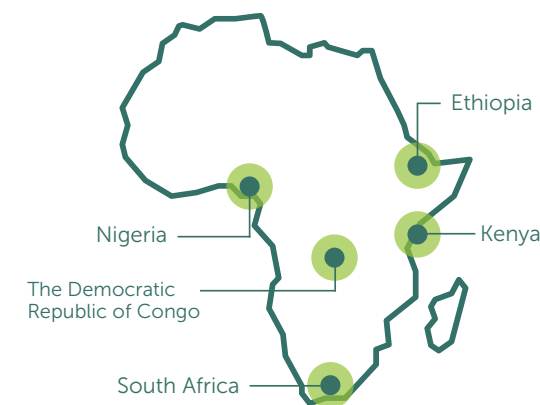 Ethiopia
Nigeria
Kenya
The Democratic
Republic of Congo
South Africa